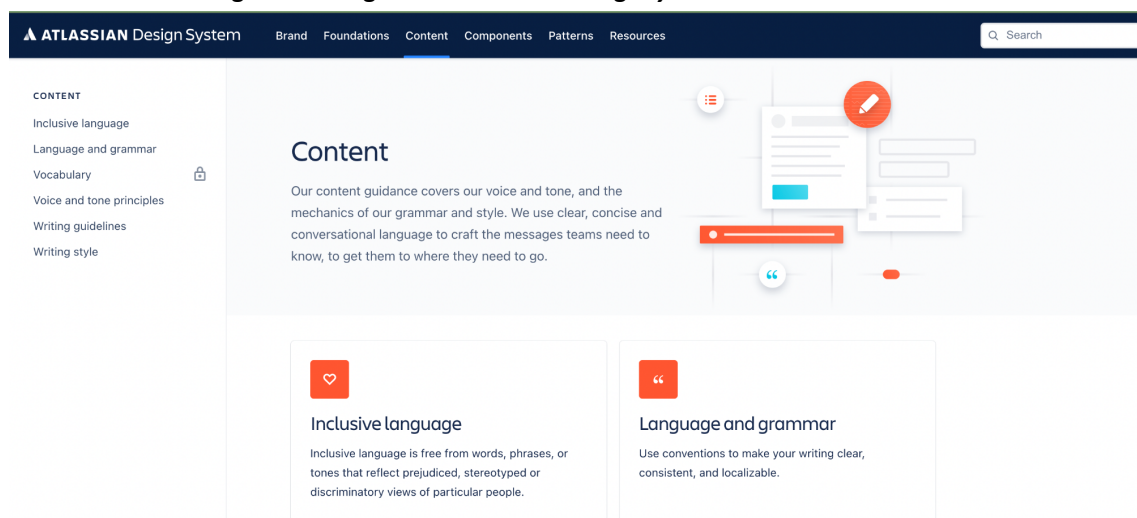 ATLASSIAN Design System
Brand Foundations Content Components Patterns Resources
Search
CONTENT
Inclusive language
Language and grammar
Vocabulary
Voice and tone principles
Writing guidelines
Writing style
Content
Our content guidance covers our voice and tone, and the
mechanics of our grammar and style. We use clear, concise and
conversational language to craft the messages teams need to
know, to get them to where they need to go.
Inclusive language
Inclusive language is free from words, phrases, or
tones that reflect prejudiced, stereotyped or
discriminatory views of particular people.
Language and grammar
Use conventions to make your writing clear,
consistent, and localizable.